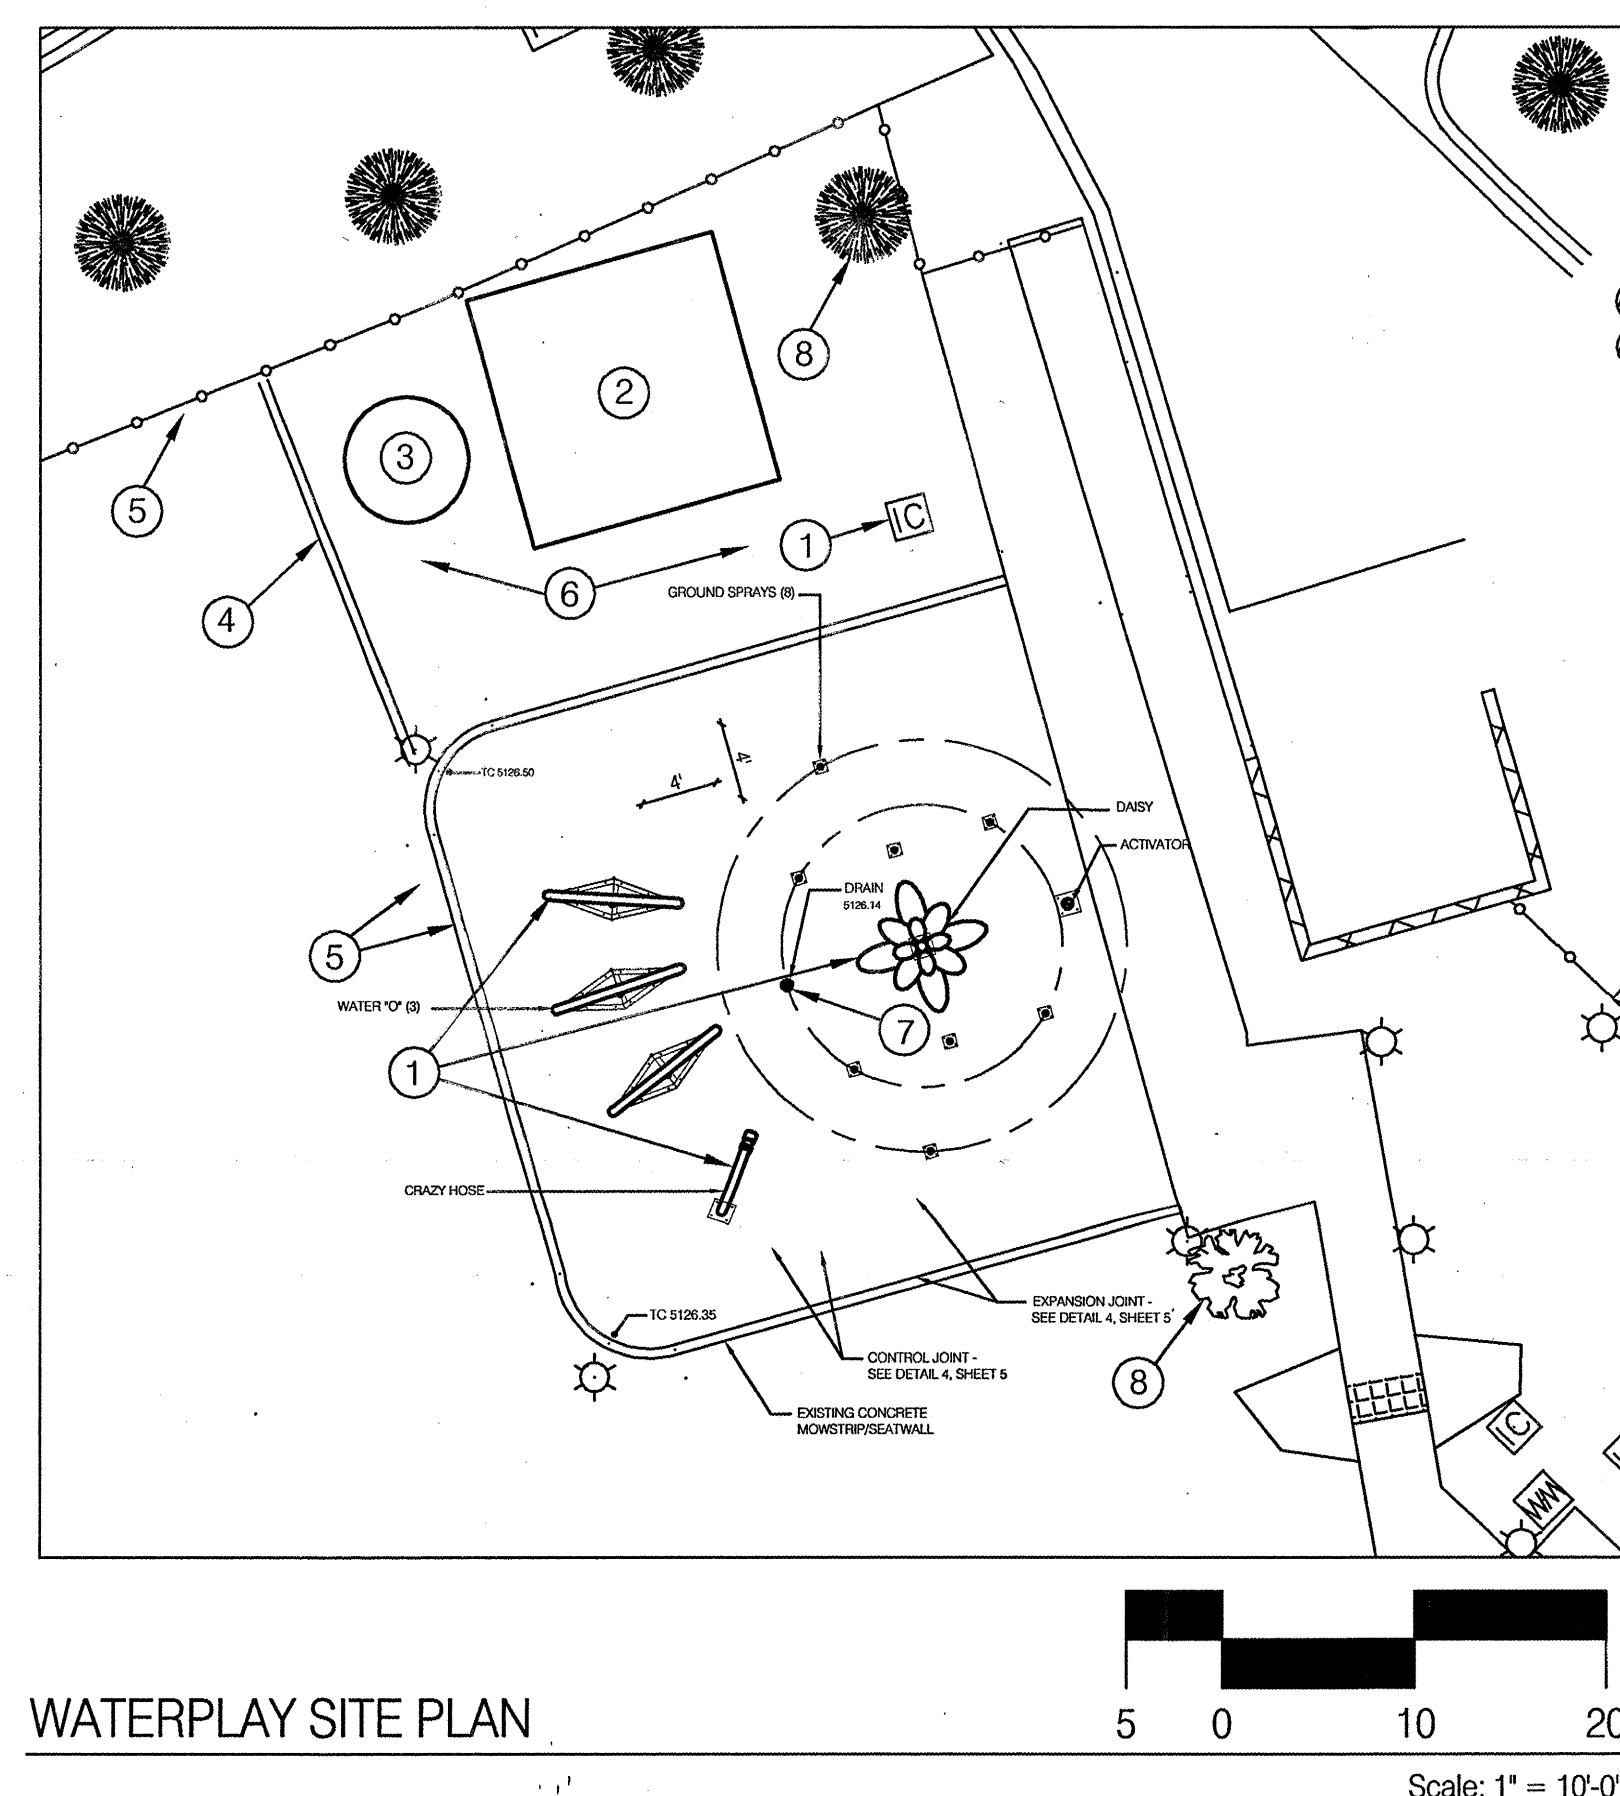 8
2
3
5
1
IC
6
GROUND SPRAYS (8)
4
TC 5126.50
4'
4'
DAISY
ACTIVATOR
DRAIN
5126.14
5
WATER "O" (3)
7
1
CRAZY HOSE
EXPANSION JOINT -
SEE DETAIL 4, SHEET 5
TC 5126.35
CONTROL JOINT -
SEE DETAIL 4, SHEET 5
8
EXISTING CONCRETE
MOWSTRIP/SEATWALL
IC
WATERPLAY SITE PLAN
5 0 10 20
Scale: 1" = 10'-0"